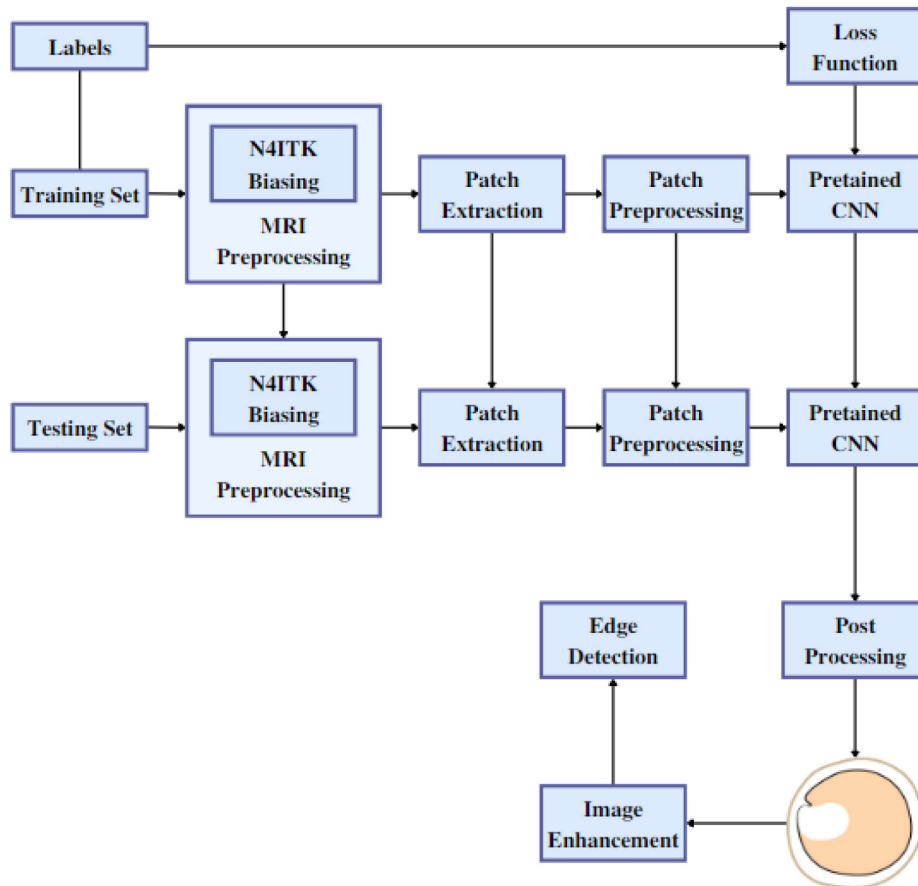 Labels
Loss
Function
Training Set
N4ITK
Biasing
MRI
Preprocessing
Patch
Extraction
Patch
Preprocessing
Pretained
CNN
Testing Set
N4ITK
Biasing
MRI
Preprocessing
Patch
Extraction
Patch
Preprocessing
Pretained
CNN
Edge
Detection
Post
Processing
Image
Enhancement